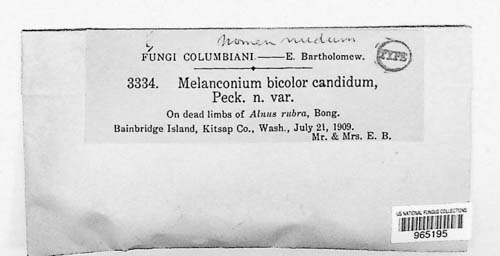 nomen nudum
FUNGI COLUMBIANI.——E. Bartholomew.
TYPE
3334. Melanconium bicolor candidum,
Peck. n. var.
On dead limbs of Alnus rubra, Bong.
Bainbridge Island, Kitsap Co., Wash., July 21, 1909.
Mr. & Mrs. E. B.
US NATIONAL FUNGUS COLLECTIONS
965195